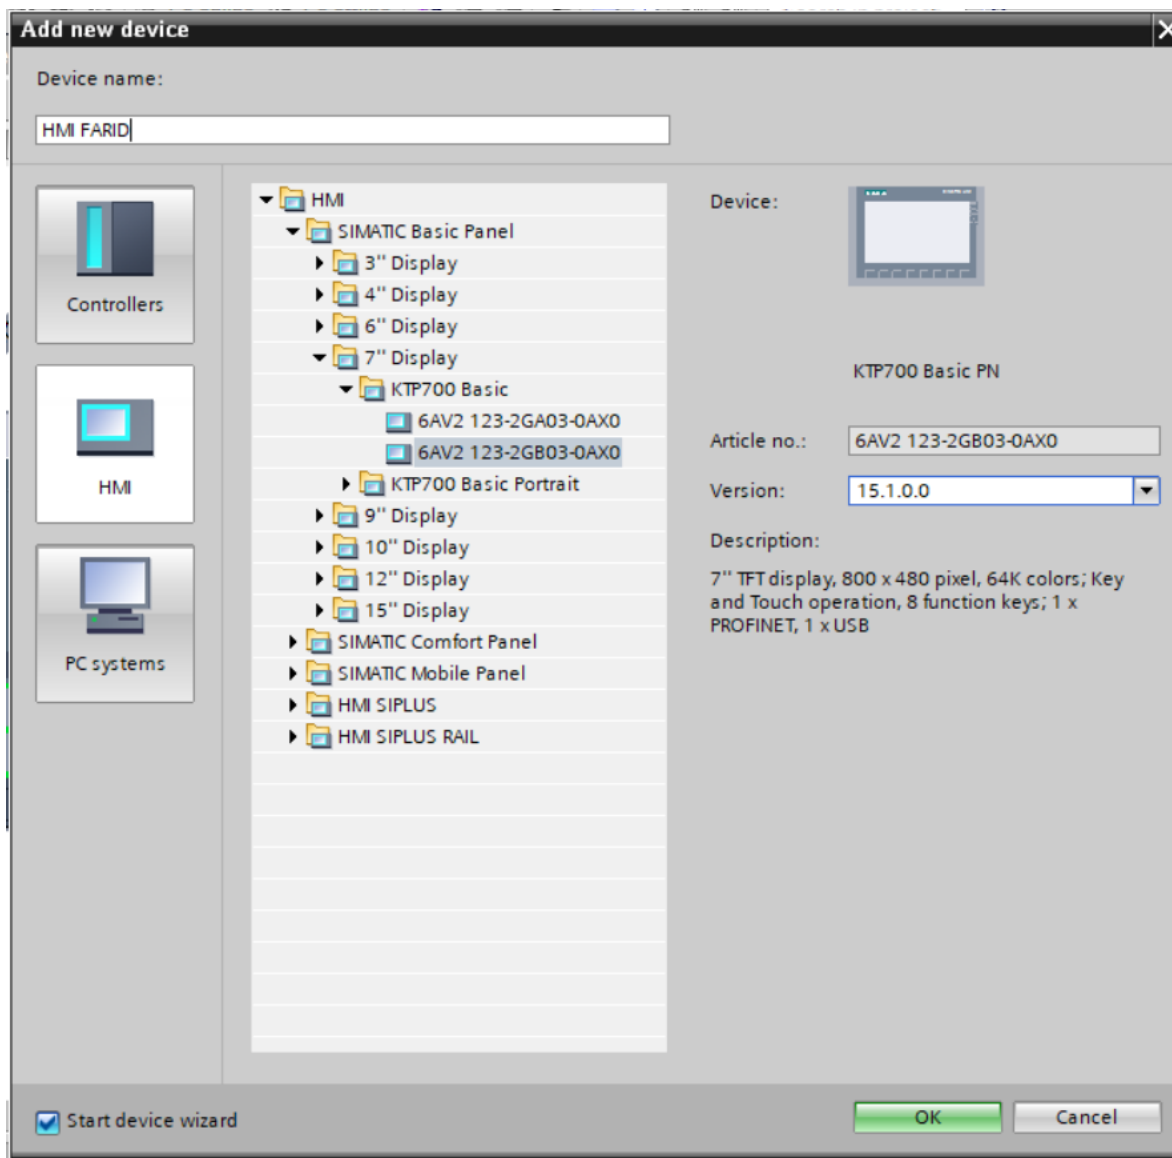 Add new device
Device name:
HMI FARID
Controllers
HMI
PC systems
HMI
SIMATIC Basic Panel
3'' Display
4'' Display
6'' Display
7'' Display
KTP700 Basic
6AV2 123-2GA03-0AX0
6AV2 123-2GB03-0AX0
KTP700 Basic Portrait
9'' Display
10'' Display
12'' Display
15'' Display
SIMATIC Comfort Panel
SIMATIC Mobile Panel
HMI SIPLUS
HMI SIPLUS RAIL
Device:
KTP700 Basic PN
Article no.: 6AV2 123-2GB03-0AX0
Version: 15.1.0.0
Description:
7'' TFT display, 800 x 480 pixel, 64K colors; Key
and Touch operation, 8 function keys; 1 x
PROFINET, 1 x USB
Start device wizard
OK Cancel